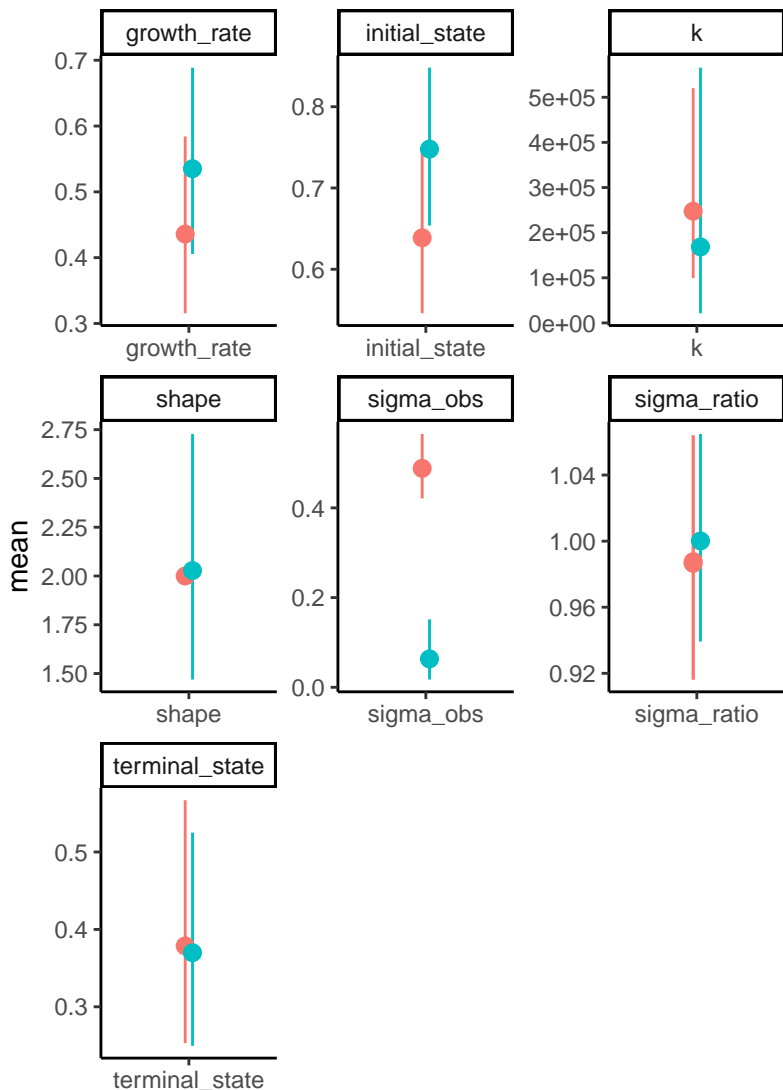 growth_rate
initial_state
k
0.7
0.6
0.5
0.4
0.3
0.8
0.7
0.6
5e+05
4e+05
3e+05
2e+05
1e+05
0e+00
growth_rate
initial_state
k
shape
sigma_obs
sigma_ratio
mean
2.75
2.50
2.25
2.00
1.75
1.50
0.4
0.2
0.0
1.04
1.00
0.96
0.92
shape
sigma_obs
sigma_ratio
terminal_state
0.5
0.4
0.3
terminal_state